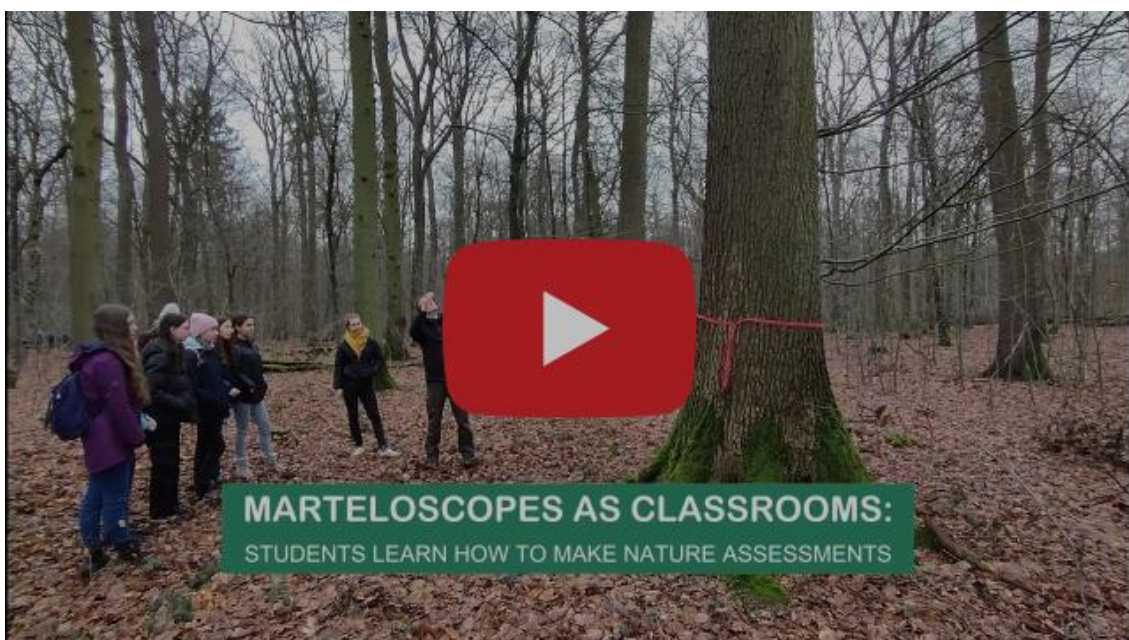 MARTELOSCOPES AS CLASSROOMS:
STUDENTS LEARN HOW TO MAKE NATURE ASSESSMENTS